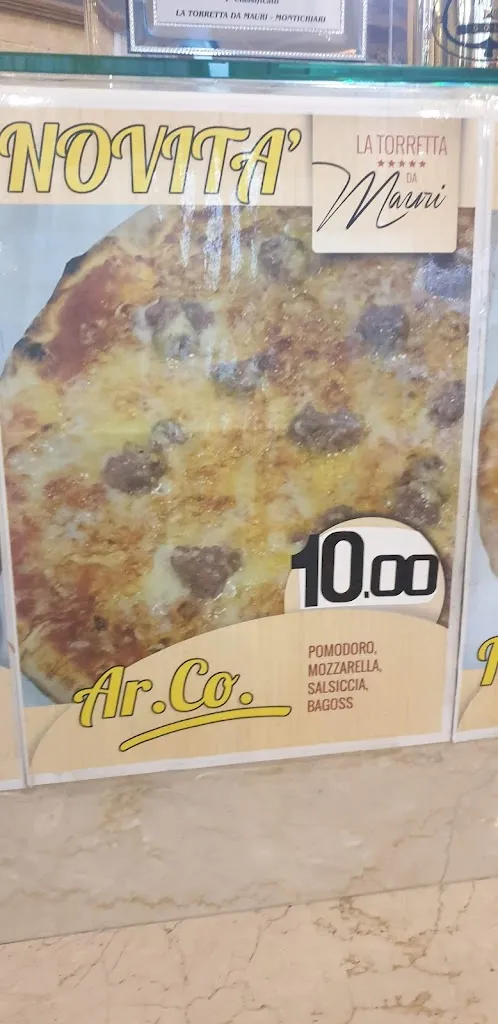 LA TORRETTA DA MAURI - MONTICHIARI
NOVITA'
LA TORRETTA
DA
Mauri
10.00
Ar.Co.
POMODORO,
MOZZARELLA,
SALSICCIA,
BAGOSS